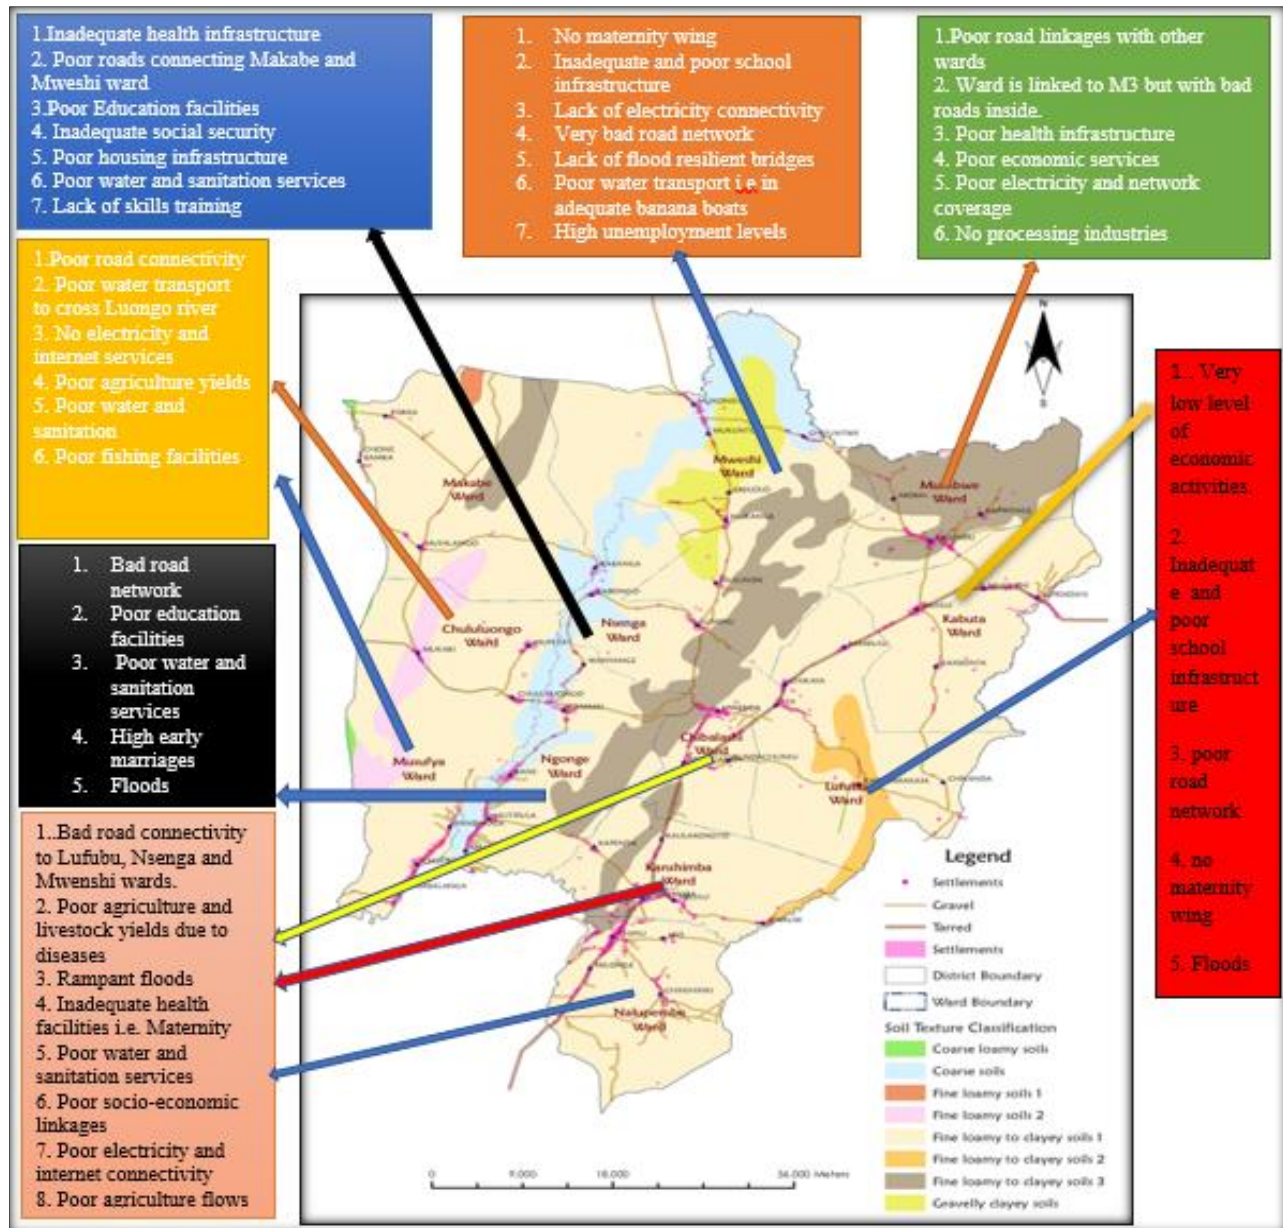 1.Inadequate health infrastructure
2. Poor roads connecting Makabe and
Mweshi ward
3.Poor Education facilities
4. Inadequate social security
5. Poor housing infrastructure
6. Poor water and sanitation services
7. Lack of skills training
1. No maternity wing
2. Inadequate and poor school
infrastructure
3. Lack of electricity connectivity
4. Very bad road network
5. Lack of flood resilient bridges
6. Poor water transport i.e in
adequate banana boats
7. High unemployment levels
1.Poor road linkages with other
wards
2. Ward is linked to M3 but with bad
roads inside.
3. Poor health infrastructure
4. Poor economic services
5. Poor electricity and network
coverage
6. No processing industries
1.Poor road connectivity
2. Poor water transport
to cross Luongo river
3. No electricity and
internet services
4. Poor agriculture yields
5. Poor water and
sanitation
6. Poor fishing facilities
1. Bad road
network
2. Poor education
facilities
3. Poor water and
sanitation
services
4. High early
marriages
5. Floods
1..Bad road connectivity
to Lufubu, Nsenga and
Mwenshi wards.
2. Poor agriculture and
livestock yields due to
diseases
3. Rampant floods
4. Inadequate health
facilities i.e. Maternity
5. Poor water and
sanitation services
6. Poor socio-economic
linkages
7. Poor electricity and
internet connectivity
8. Poor agriculture flows
1.. Very
low level
of
economic
activities.
2.
Inadequat
e and
poor
school
infrastruct
ure
3. poor
road
network
4. no
maternity
wing
5. Floods
N
S
Mweshi
Ward
Makabe
Ward
Ward
Chululuongo
Ward
Nsenga
Ward
Kabuta
Ward
Musufya
Ward
Ngonge
Ward
Chibalashi
Ward
Lufubu
Ward
Kanshimba
Ward
Nalupembe
Ward
Legend
Settlements
Gravel
Tarred
Settlements
District Boundary
Ward Boundary
Soil Texture Classification
Coarse loamy soils
Coarse soils
Fine loamy soils 1
Fine loamy soils 2
Fine loamy to clayey soils 1
Fine loamy to clayey soils 2
Fine loamy to clayey soils 3
Gravelly clayey soils
0 9,000 18,000 36,000 Meters